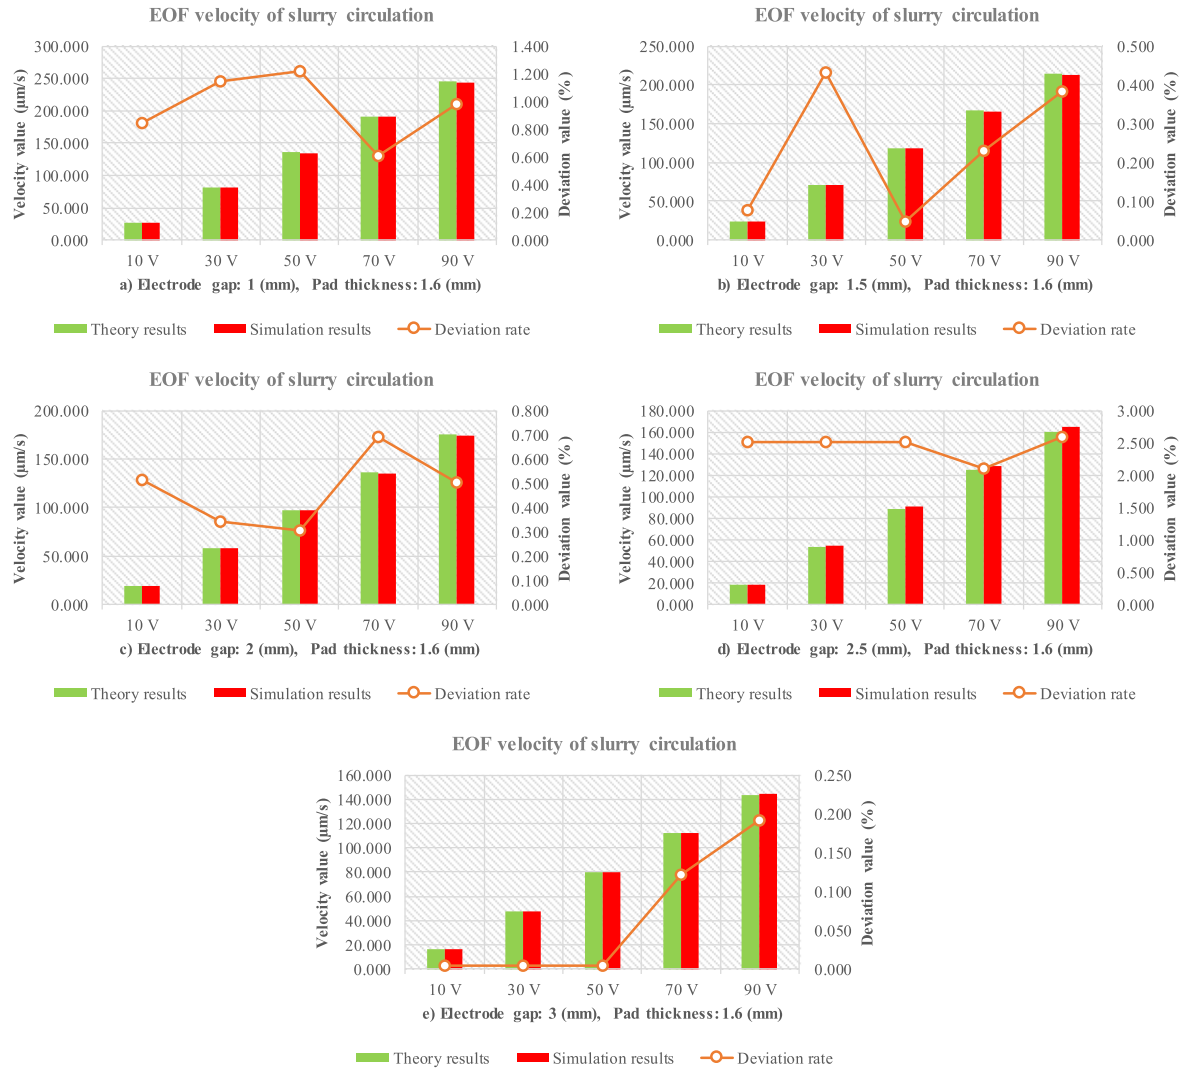 EOF velocity of slurry circulation
Velocity value (µm/s)
300.000
250.000
200.000
150.000
100.000
50.000
0.000
1.400
1.200
1.000
0.800
0.600
0.400
0.200
0.000
Deviation value (%)
10 V 30 V 50 V 70 V 90 V
a) Electrode gap: 1 (mm), Pad thickness: 1.6 (mm)
Theory results Simulation results Deviation rate
EOF velocity of slurry circulation
Velocity value (µm/s)
250.000
200.000
150.000
100.000
50.000
0.000
0.500
0.400
0.300
0.200
0.100
0.000
Deviation value (%)
10 V 30 V 50 V 70 V 90 V
b) Electrode gap: 1.5 (mm), Pad thickness: 1.6 (mm)
Theory results Simulation results Deviation rate
EOF velocity of slurry circulation
Velocity value (µm/s)
200.000
150.000
100.000
50.000
0.000
0.800
0.700
0.600
0.500
0.400
0.300
0.200
0.100
0.000
Deviation value (%)
10 V 30 V 50 V 70 V 90 V
c) Electrode gap: 2 (mm), Pad thickness: 1.6 (mm)
Theory results Simulation results Deviation rate
EOF velocity of slurry circulation
Velocity value (µm/s)
180.000
160.000
140.000
120.000
100.000
80.000
60.000
40.000
20.000
0.000
3.000
2.500
2.000
1.500
1.000
0.500
0.000
Deviation value (%)
10 V 30 V 50 V 70 V 90 V
d) Electrode gap: 2.5 (mm), Pad thickness: 1.6 (mm)
Theory results Simulation results Deviation rate
EOF velocity of slurry circulation
Velocity value (µm/s)
160.000
140.000
120.000
100.000
80.000
60.000
40.000
20.000
0.000
0.250
0.200
0.150
0.100
0.050
0.000
Deviation value (%)
10 V 30 V 50 V 70 V 90 V
e) Electrode gap: 3 (mm), Pad thickness: 1.6 (mm)
Theory results Simulation results Deviation rate